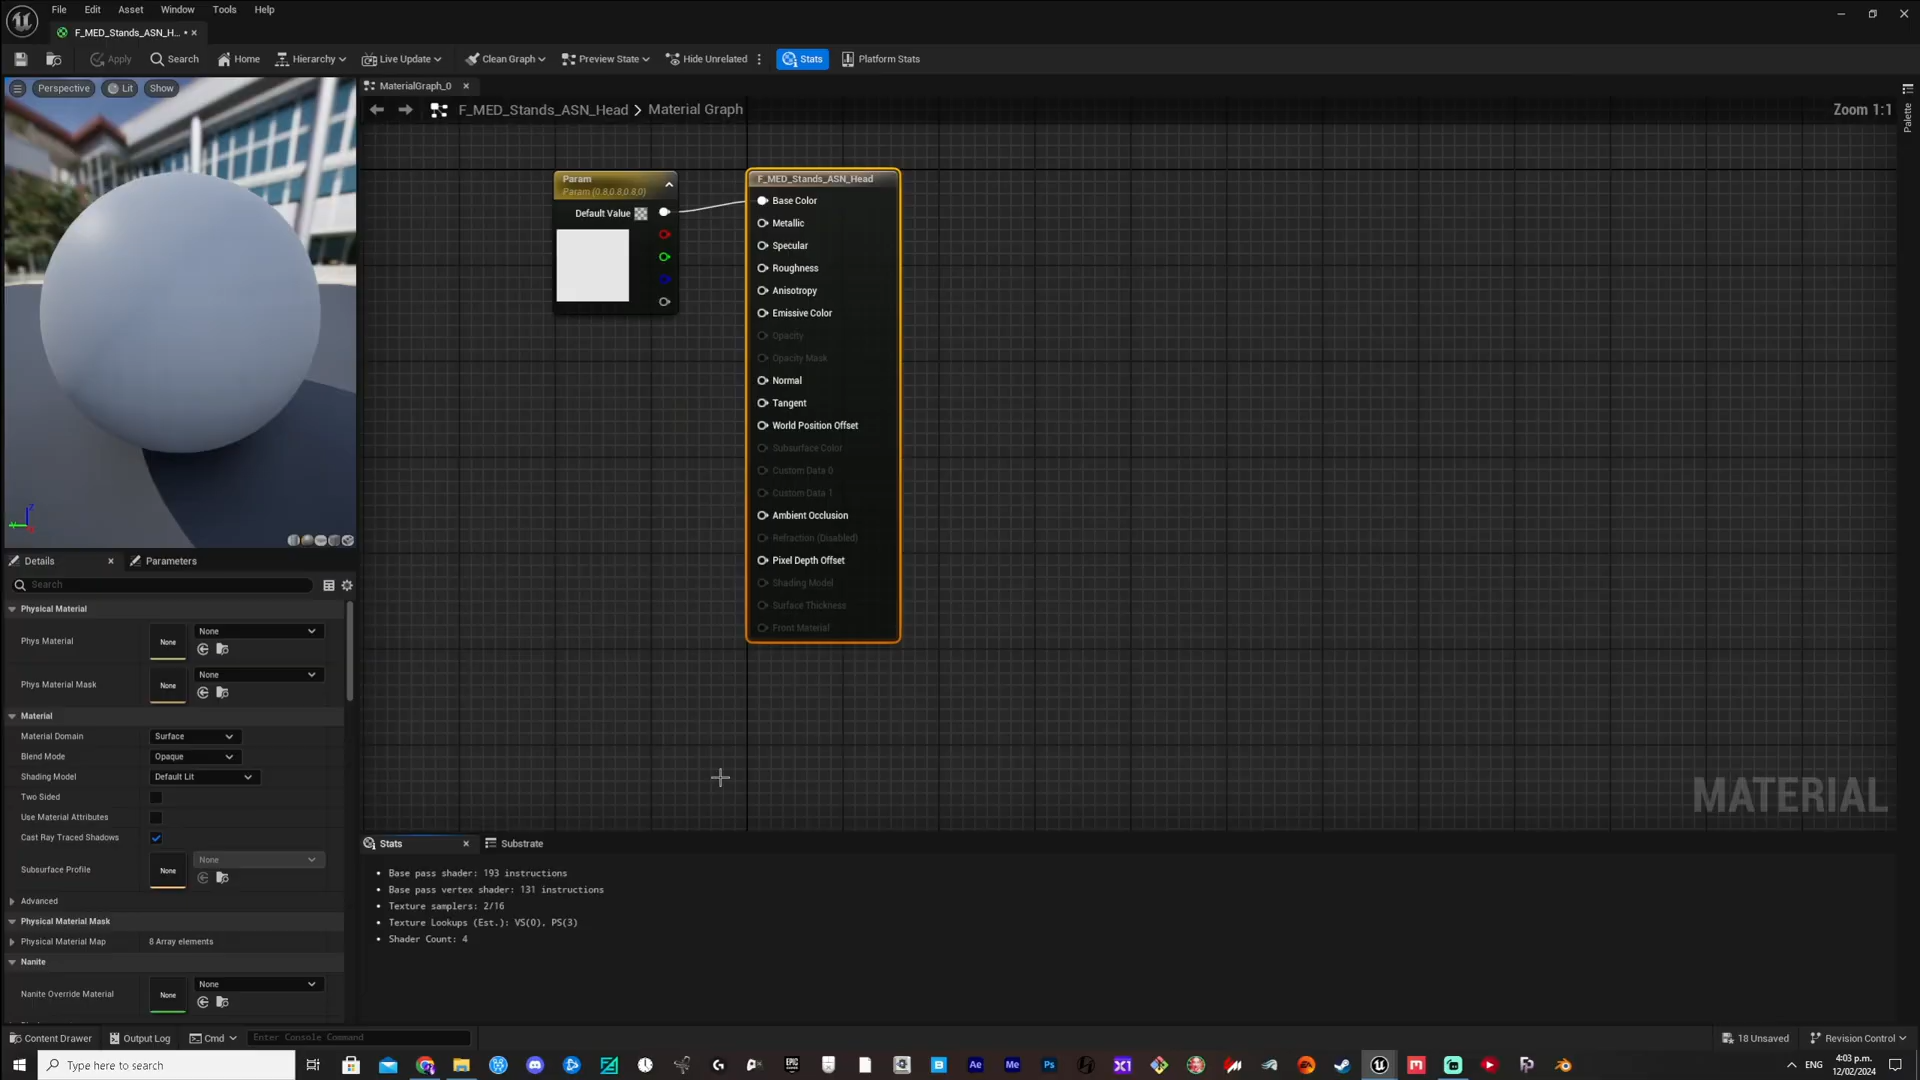 File Edit Window Asset Tools Help
F_MED_Stands_ASN_H... •
Apply Search Home Hierarchy Live Update Clean Graph Preview State Hide Unrelated Stats Platform Stats
Perspective Lit Show
MaterialGraph_0
F_MED_Stands_ASN_Head > Material Graph
Zoom 1:1
Palette
Param
Param (0.8,0.8,0.8,0)
Default Value
F_MED_Stands_ASN_Head
Base Color
Metallic
Specular
Roughness
Anisotropy
Emissive Color
Opacity
Opacity Mask
Normal
Tangent
World Position Offset
Subsurface Color
Custom Data 0
Custom Data 1
Ambient Occlusion
Refraction (Disabled)
Pixel Depth Offset
Shading Model
Surface Thickness
Front Material
MATERIAL
Details Parameters
Search
Physical Material
Phys Material None None
Phys Material Mask None None
Material
Material Domain Surface
Blend Mode Opaque
Shading Model Default Lit
Two Sided
Use Material Attributes
Cast Ray Traced Shadows
Subsurface Profile None None
Advanced
Physical Material Mask
Physical Material Map 8 Array elements
Nanite
Nanite Override Material None None
Stats Substrate
Base pass shader: 193 instructions
Base pass vertex shader: 131 instructions
Texture samplers: 2/16
Texture Lookups (Est.): VS(0), PS(3)
Shader Count: 4
Content Drawer Output Log Cmd Enter Console Command 18 Unsaved Revision Control
Type here to search
ENG
4:03 p.m.
12/02/2024